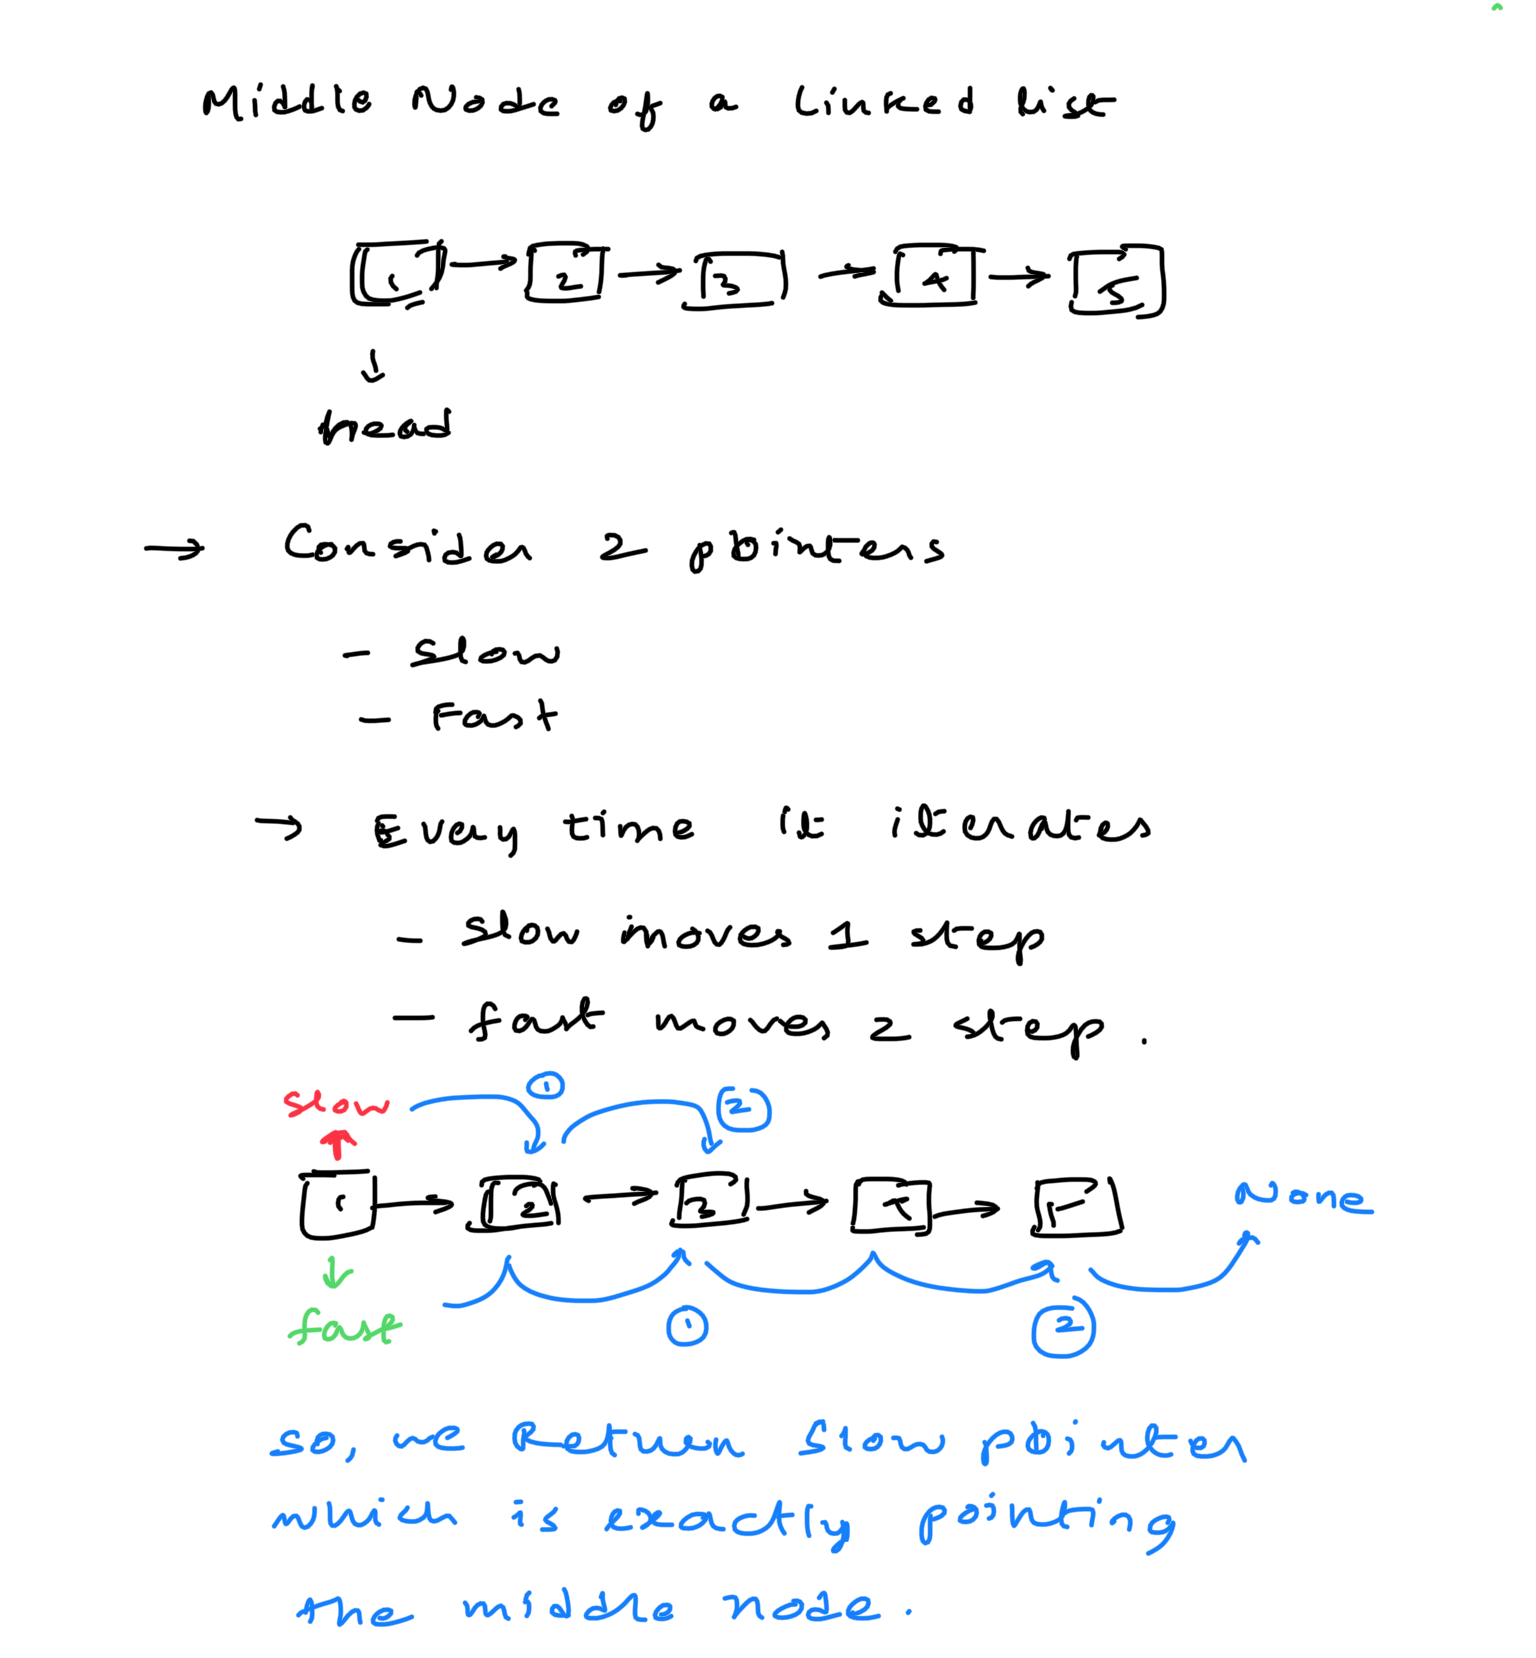 Middle Node of a Linked list
1 → 2 → 3 → 4 → 5
↓
head
→ Consider 2 pointers
- slow
- Fast
→ Every time it iterates
- slow moves 1 step
- fast moves 2 step.
slow 1 2
1 → 2 → 3 → 4 → 5 None
fast 1 2
so, we Return slow pointer
which is exactly pointing
the middle node.